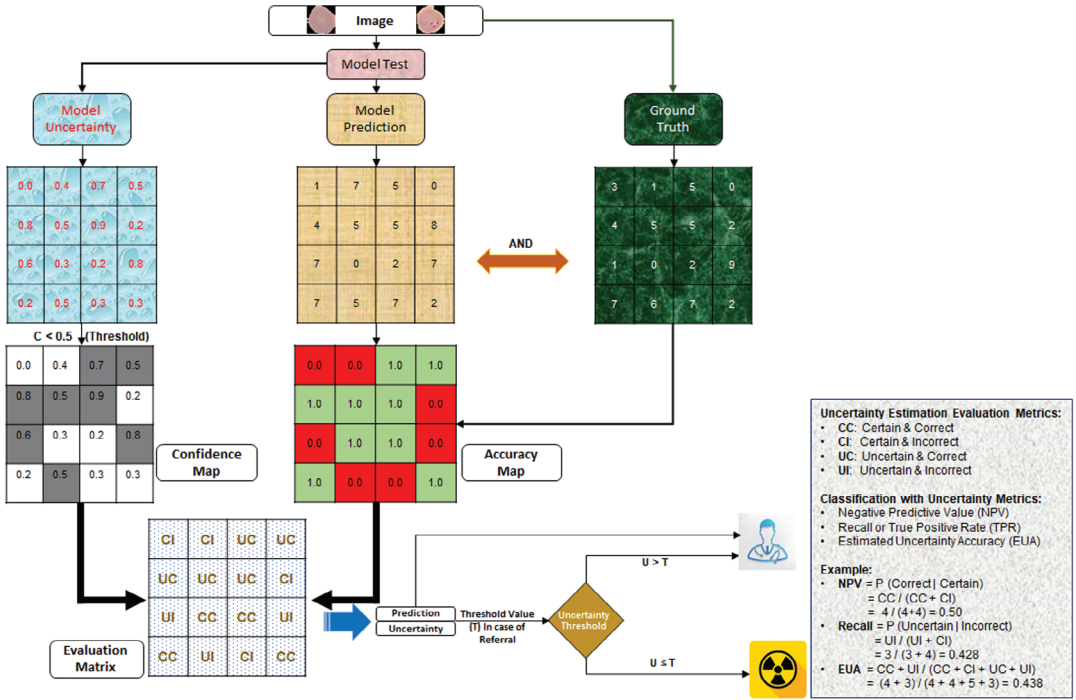 Image
Model Test
Model
Uncertainty
Model
Prediction
Ground
Truth
0.0 0.4 0.7 0.5
0.8 0.5 0.9 0.2
0.6 0.3 0.2 0.8
0.2 0.5 0.3 0.3
1 7 5 0
4 5 5 8
7 0 2 7
7 5 7 2
AND
3 1 5 0
4 5 5 2
1 0 2 9
7 6 7 2
C < 0.5 (Threshold)
0.0 0.4 0.7 0.5
0.8 0.5 0.9 0.2
0.6 0.3 0.2 0.8
0.2 0.5 0.3 0.3
Confidence
Map
0.0 0.0 1.0 1.0
1.0 1.0 1.0 0.0
0.0 1.0 1.0 0.0
1.0 0.0 0.0 1.0
Accuracy
Map
CI CI UC UC
UC UC UC CI
UI CC CC UI
CC UI CI CC
Evaluation
Matrix
Prediction
Uncertainty
Threshold Value
(T) In case of
Referral
Uncertainty
Threshold
U > T
U ≤ T
Uncertainty Estimation Evaluation Metrics:
• CC: Certain & Correct
• CI: Certain & Incorrect
• UC: Uncertain & Correct
• UI: Uncertain & Incorrect
Classification with Uncertainty Metrics:
• Negative Predictive Value (NPV)
• Recall or True Positive Rate (TPR)
• Estimated Uncertainty Accuracy (EUA)
Example:
• NPV = P (Correct | Certain)
= CC / (CC + CI)
= 4 / (4+4) = 0.50
• Recall = P (Uncertain | Incorrect)
= UI / (UI + CI)
= 3 / (3 + 4) = 0.428
• EUA = CC + UI / (CC + CI + UC + UI)
= (4 + 3) / (4 + 4 + 5 + 3) = 0.438